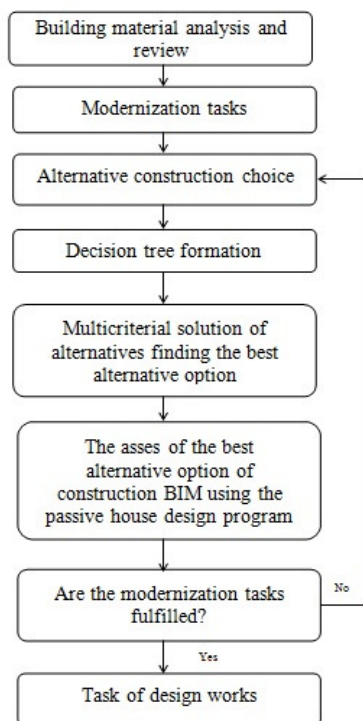 Building material analysis and
review
Modernization tasks
Alternative construction choice
Decision tree formation
Multicriterial solution of
alternatives finding the best
alternative option
The asses of the best
alternative option of
construction BIM using the
passive house design program
Are the modernization tasks
fulfilled?
No
Yes
Task of design works